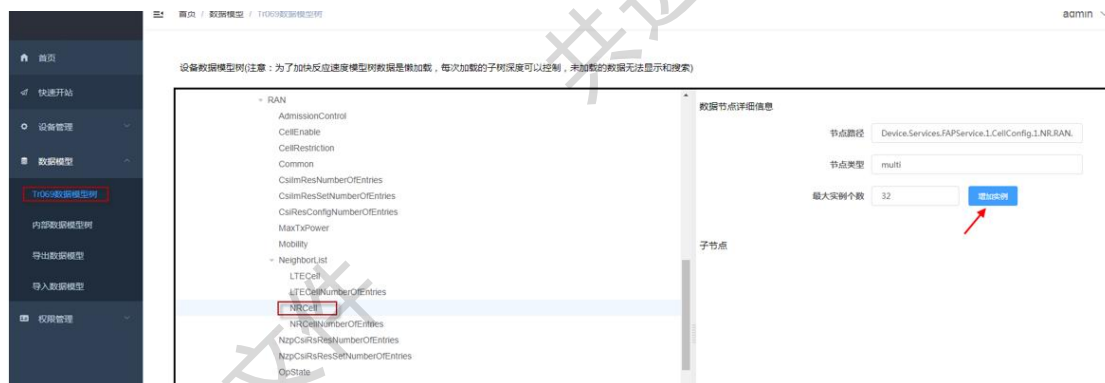 首页 / 数据模型 / Tr069数据模型树
admin
首页
快速开站
设备管理
数据模型
Tr069数据模型树
内部数据模型树
导出数据模型
导入数据模型
权限管理
设备数据模型树(注意：为了加快反应速度模型树数据是懒加载，每次加载的子树深度可以控制，未加载的数据无法显示和搜索)
RAN
AdmissionControl
CellEnable
CellRestriction
Common
CsiImResNumberOfEntries
CsiImResSetNumberOfEntries
CsiResConfigNumberOfEntries
MaxTxPower
Mobility
NeighborList
LTECell
LTECellNumberOfEntries
NRCell
NRCellNumberOfEntries
NzpCsiRsResNumberOfEntries
NzpCsiRsResSetNumberOfEntries
OpState
数据节点详细信息
节点路径 Device.Services.FAPService.1.CellConfig.1.NR.RAN.
节点类型 multi
最大实例个数 32 增加实例
子节点
文件